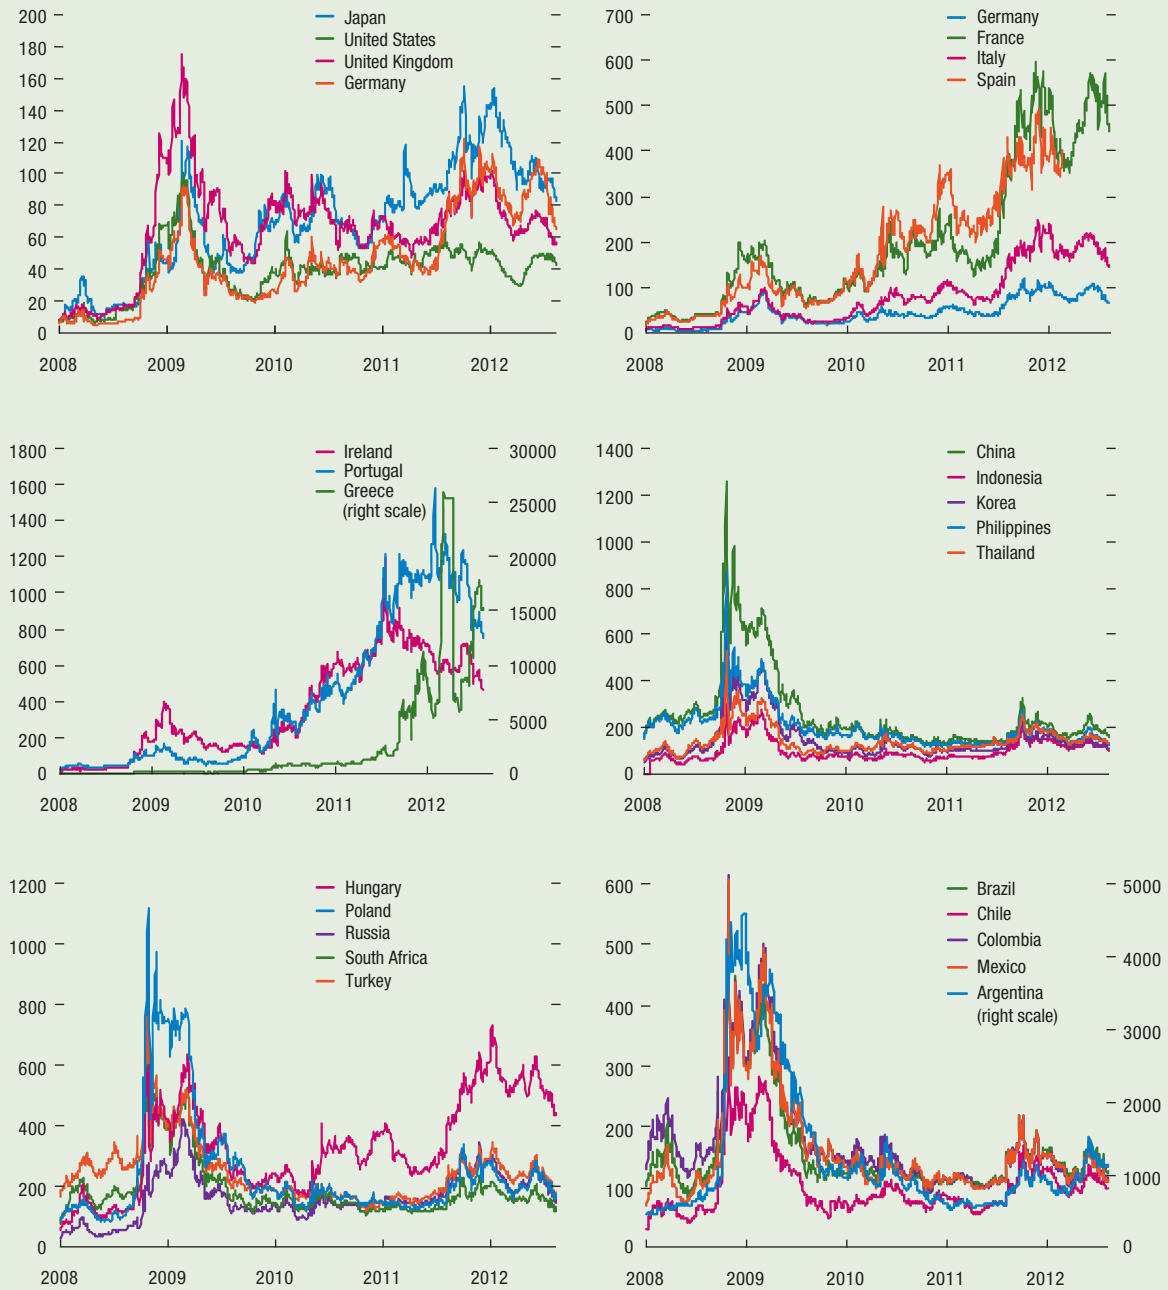 200
180
160
140
120
100
80
60
40
20
0
Japan
United States
United Kingdom
Germany
2008 2009 2010 2011 2012
700
600
500
400
300
200
100
0
Germany
France
Italy
Spain
2008 2009 2010 2011 2012
1800
1600
1400
1200
1000
800
600
400
200
0
Ireland
Portugal
Greece
(right scale)
30000
25000
20000
15000
10000
5000
0
2008 2009 2010 2011 2012
1400
1200
1000
800
600
400
200
0
China
Indonesia
Korea
Philippines
Thailand
2008 2009 2010 2011 2012
1200
1000
800
600
400
200
0
Hungary
Poland
Russia
South Africa
Turkey
2008 2009 2010 2011 2012
600
500
400
300
200
100
0
Brazil
Chile
Colombia
Mexico
Argentina
(right scale)
5000
4000
3000
2000
1000
0
2008 2009 2010 2011 2012